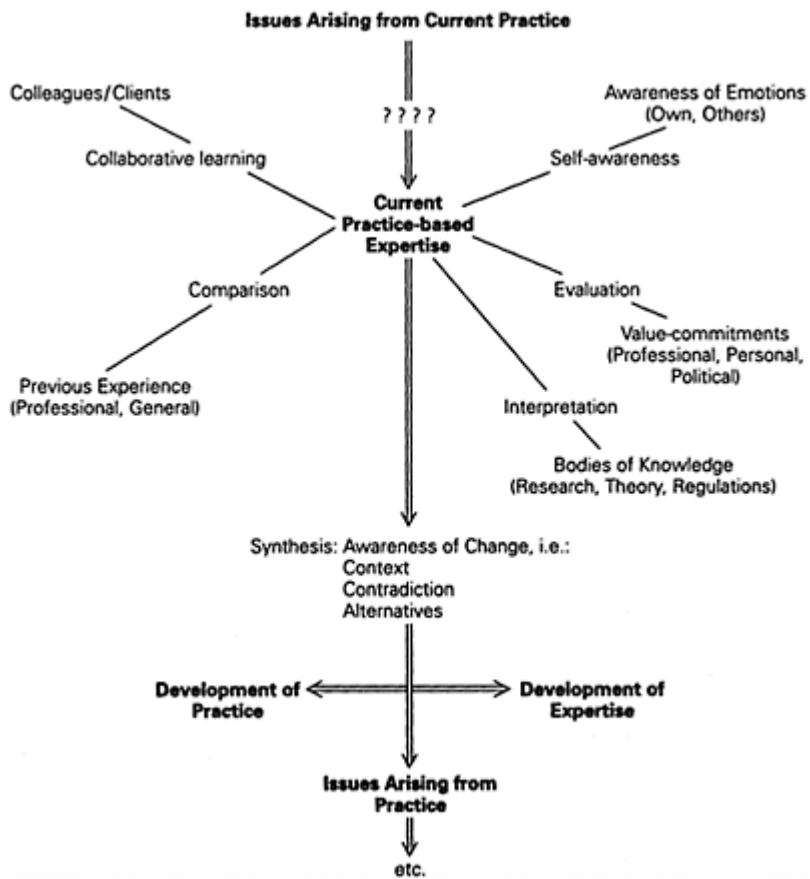 Issues Arising from Current Practice
Colleagues/Clients
Awareness of Emotions
(Own, Others)
? ? ? ?
Collaborative learning
Self-awareness
Current
Practice-based
Expertise
Comparison
Evaluation
Value-commitments
(Professional, Personal,
Political)
Previous Experience
(Professional, General)
Interpretation
Bodies of Knowledge
(Research, Theory, Regulations)
Synthesis: Awareness of Change, i.e.:
Context
Contradiction
Alternatives
Development of
Practice
Development of
Expertise
Issues Arising from
Practice
etc.